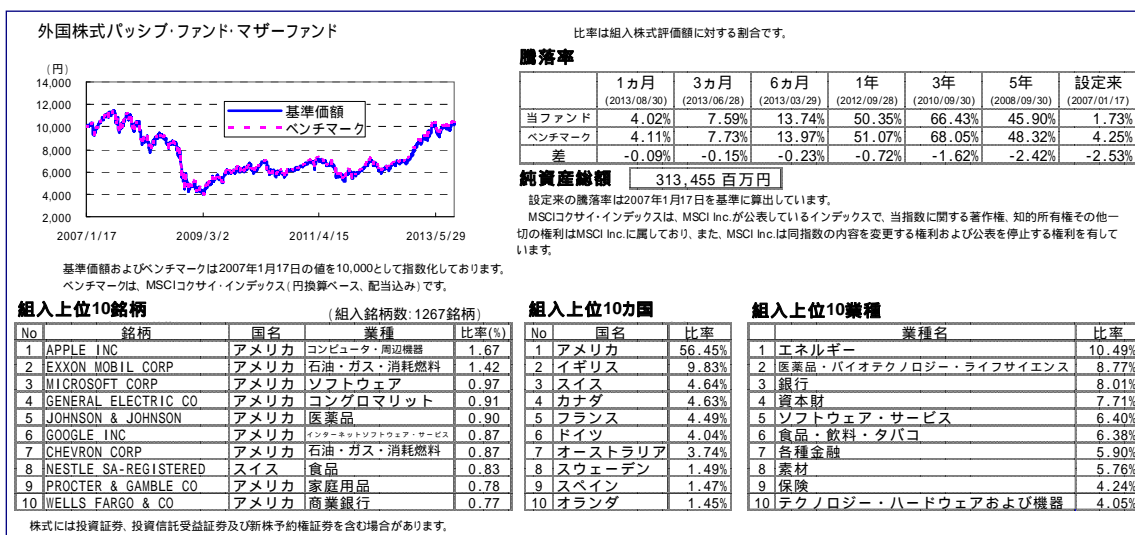 外国株式パッシブ・ファンド・マザーファンド
(円)
14,000
12,000
10,000
8,000
6,000
4,000
2,000
基準価額
ベンチマーク
2007/1/17 2009/3/2 2011/4/15 2013/5/29
基準価額およびベンチマークは2007年1月17日の値を10,000として指数化しております。
ベンチマークは、MSCIコクサイ・インデックス(円換算ベース、配当込み)です。
比率は組入株式評価額に対する割合です。
騰落率
1ヵ月 3ヵ月 6ヵ月 1年 3年 5年 設定来
(2013/08/30) (2013/06/28) (2013/03/29) (2012/09/28) (2010/09/30) (2008/09/30) (2007/01/17)
当ファンド 4.02% 7.59% 13.74% 50.35% 66.43% 45.90% 1.73%
ベンチマーク 4.11% 7.73% 13.97% 51.07% 68.05% 48.32% 4.25%
差 -0.09% -0.15% -0.23% -0.72% -1.62% -2.42% -2.53%
純資産総額 313,455 百万円
設定来の騰落率は2007年1月17日を基準に算出しています。
MSCIコクサイ・インデックスは、MSCI Inc.が公表しているインデックスで、当指数に関する著作権、知的所有権その他一
切の権利はMSCI Inc.に属しており、また、MSCI Inc.は同指数の内容を変更する権利および公表を停止する権利を有して
います。
組入上位10銘柄 (組入銘柄数:1267銘柄)
No 銘柄 国名 業種 比率(%)
1 APPLE INC アメリカ コンピュータ・周辺機器 1.67
2 EXXON MOBIL CORP アメリカ 石油・ガス・消耗燃料 1.42
3 MICROSOFT CORP アメリカ ソフトウェア 0.97
4 GENERAL ELECTRIC CO アメリカ コングロマリット 0.91
5 JOHNSON & JOHNSON アメリカ 医薬品 0.90
6 GOOGLE INC アメリカ インターネットソフトウェア・サービス 0.87
7 CHEVRON CORP アメリカ 石油・ガス・消耗燃料 0.87
8 NESTLE SA-REGISTERED スイス 食品 0.83
9 PROCTER & GAMBLE CO アメリカ 家庭用品 0.78
10 WELLS FARGO & CO アメリカ 商業銀行 0.77
組入上位10カ国
No 国名 比率
1 アメリカ 56.45%
2 イギリス 9.83%
3 スイス 4.64%
4 カナダ 4.63%
5 フランス 4.49%
6 ドイツ 4.04%
7 オーストラリア 3.74%
8 スウェーデン 1.49%
9 スペイン 1.47%
10 オランダ 1.45%
組入上位10業種
業種名 比率
1 エネルギー 10.49%
2 医薬品・バイオテクノロジー・ライフサイエンス 8.77%
3 銀行 8.01%
4 資本財 7.71%
5 ソフトウェア・サービス 6.40%
6 食品・飲料・タバコ 6.38%
7 各種金融 5.90%
8 素材 5.76%
9 保険 4.24%
10 テクノロジー・ハードウェアおよび機器 4.05%
株式には投資証券、投資信託受益証券及び新株予約権証券を含む場合があります。